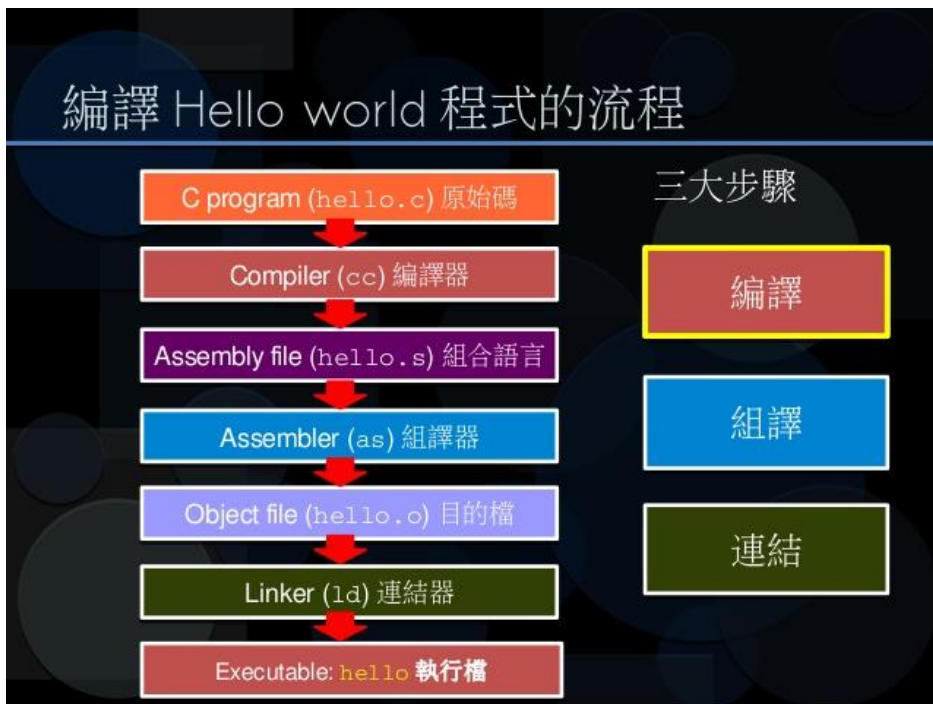 編譯 Hello world 程式的流程
C program (hello.c) 原始碼
Compiler (cc) 編譯器
Assembly file (hello.s) 組合語言
Assembler (as) 組譯器
Object file (hello.o) 目的檔
Linker (ld) 連結器
Executable: hello 執行檔
三大步驟
編譯
組譯
連結